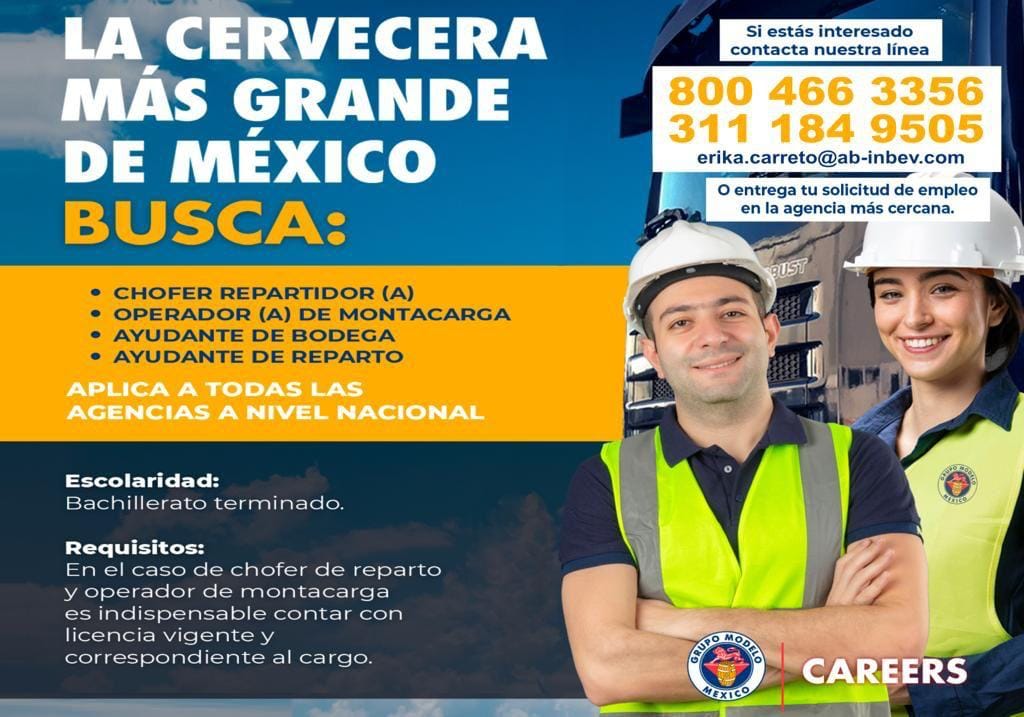 LA CERVECERA
MÁS GRANDE
DE MÉXICO
BUSCA:
• CHOFER REPARTIDOR (A)
• OPERADOR (A) DE MONTACARGA
• AYUDANTE DE BODEGA
• AYUDANTE DE REPARTO
APLICA A TODAS LAS
AGENCIAS A NIVEL NACIONAL
Escolaridad:
Bachillerato terminado.
Requisitos:
En el caso de chofer de reparto
y operador de montacarga
es indispensable contar con
licencia vigente y
correspondiente al cargo.
Si estás interesado
contacta nuestra línea
800 466 3356
311 184 9505
erika.carreto@ab-inbev.com
O entrega tu solicitud de empleo
en la agencia más cercana.
GRUPO MODELO
MEXICO
GRUPO MODELO
MEXICO
CAREERS